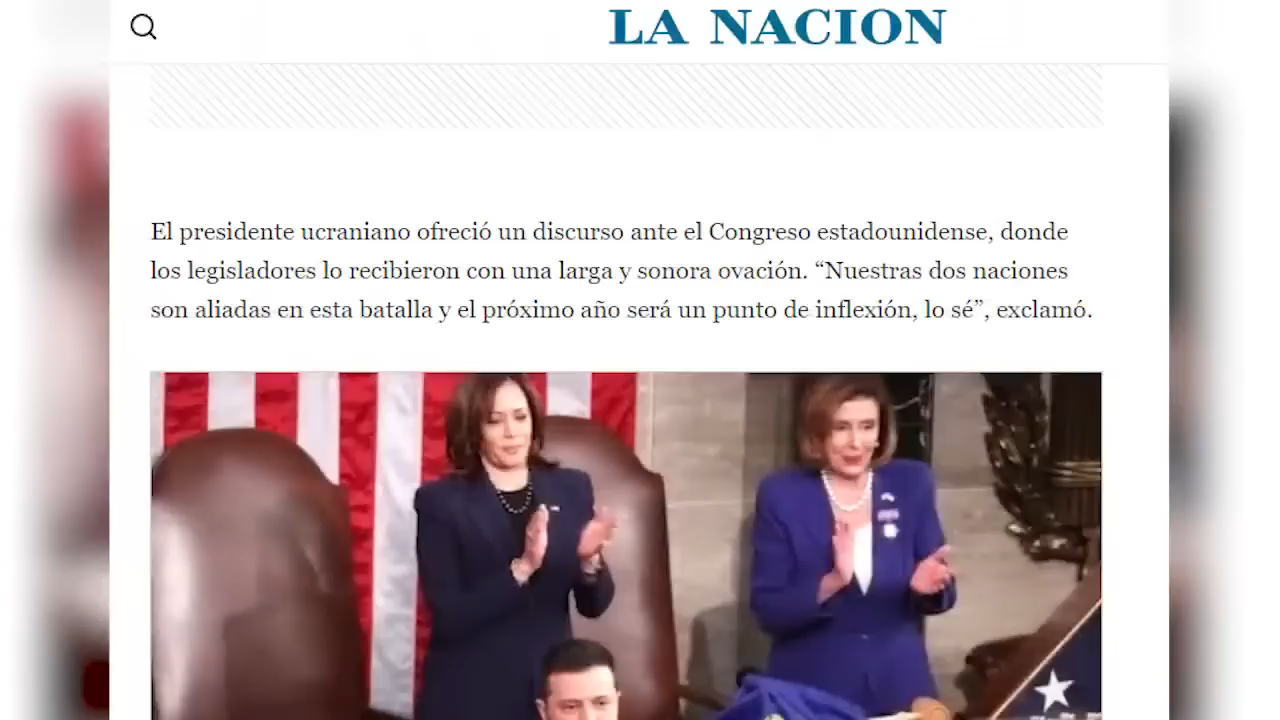 LA NACION
El presidente ucraniano ofreció un discurso ante el Congreso estadounidense, donde
los legisladores lo recibieron con una larga y sonora ovación. “Nuestras dos naciones
son aliadas en esta batalla y el próximo año será un punto de inflexión, lo sé”, exclamó.